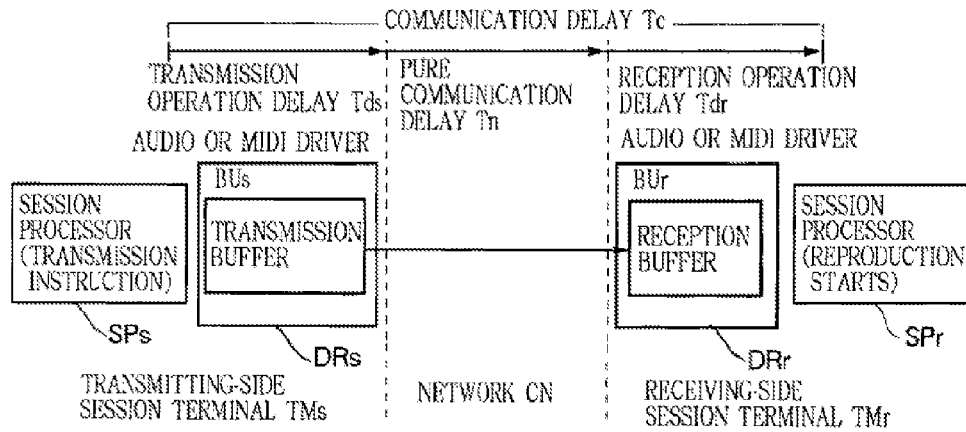 COMMUNICATION DELAY Tc
TRANSMISSION
OPERATION DELAY Tds
PURE
COMMUNICATION
DELAY Tn
RECEPTION OPERATION
DELAY Tdr
AUDIO OR MIDI DRIVER
AUDIO OR MIDI DRIVER
SESSION
PROCESSOR
(TRANSMISSION
INSTRUCTION)
BUs
TRANSMISSION
BUFFER
BUr
RECEPTION
BUFFER
SESSION
PROCESSOR
(REPRODUCTION
STARTS)
SPs
DRs
DRr
SPr
TRANSMITTING-SIDE
SESSION TERMINAL TMs
NETWORK CN
RECEIVING-SIDE
SESSION TERMINAL TMr